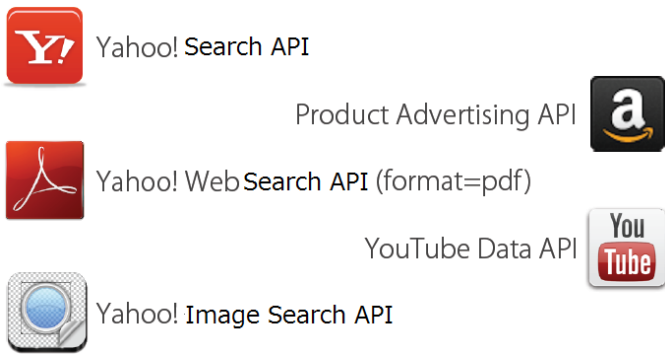 Y!
Yahoo! Search API
Product Advertising API
a
Yahoo! Web Search API (format=pdf)
YouTube Data API
You
Tube
Yahoo! Image Search API